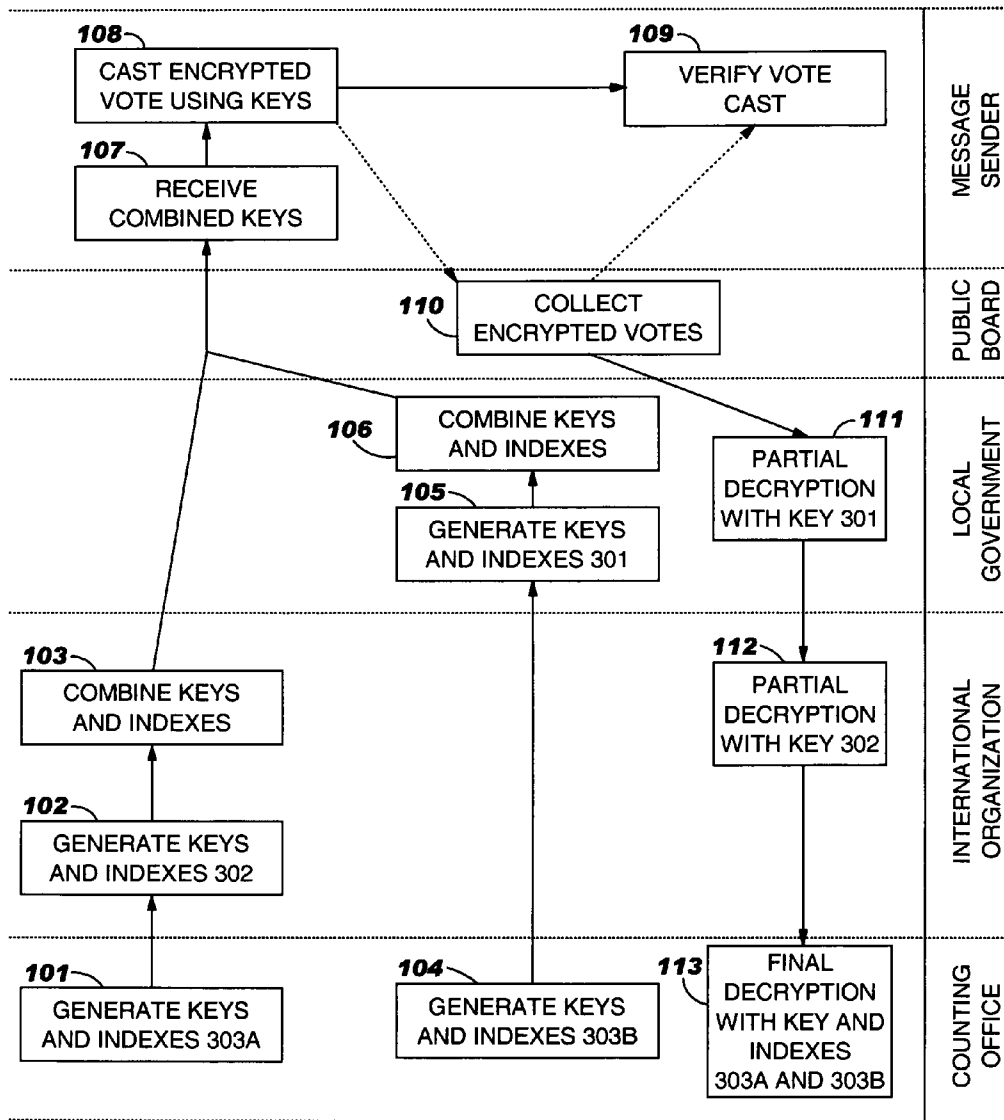 108
CAST ENCRYPTED
VOTE USING KEYS
109
VERIFY VOTE
CAST
107
RECEIVE
COMBINED KEYS
MESSAGE
SENDER
110
COLLECT
ENCRYPTED VOTES
PUBLIC
BOARD
106
COMBINE KEYS
AND INDEXES
111
PARTIAL
DECRYPTION
WITH KEY 301
105
GENERATE KEYS
AND INDEXES 301
LOCAL
GOVERNMENT
103
COMBINE KEYS
AND INDEXES
112
PARTIAL
DECRYPTION
WITH KEY 302
102
GENERATE KEYS
AND INDEXES 302
INTERNATIONAL
ORGANIZATION
101
GENERATE KEYS
AND INDEXES 303A
104
GENERATE KEYS
AND INDEXES 303B
113
FINAL
DECRYPTION
WITH KEY AND
INDEXES
303A AND 303B
COUNTING
OFFICE